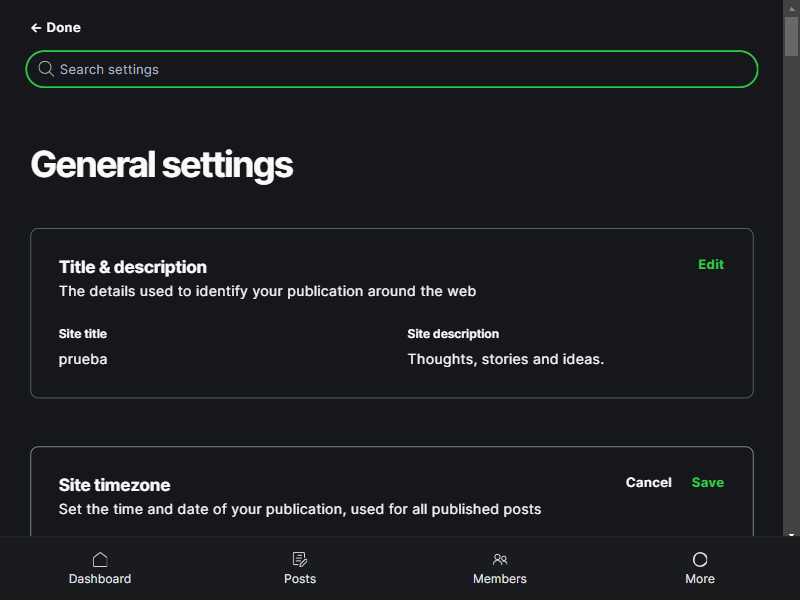 ← Done
Search settings
General settings
Title & description
Edit
The details used to identify your publication around the web
Site title
Site description
prueba
Thoughts, stories and ideas.
Site timezone
Cancel
Save
Set the time and date of your publication, used for all published posts
Dashboard
Posts
Members
More